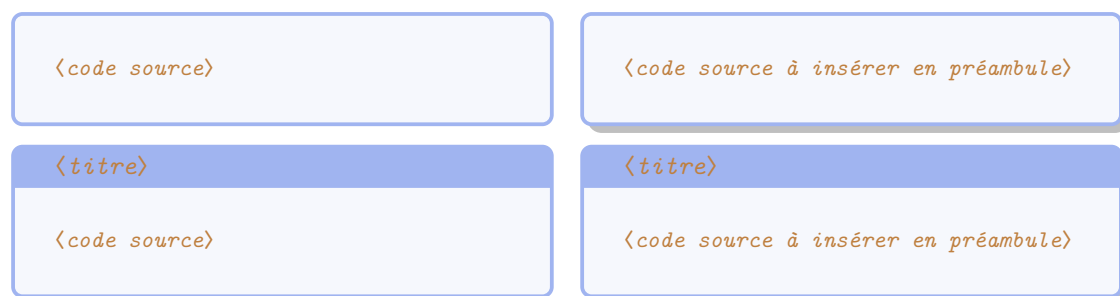 ⟨code source⟩
⟨code source à insérer en préambule⟩
⟨titre⟩
⟨code source⟩
⟨titre⟩
⟨code source à insérer en préambule⟩